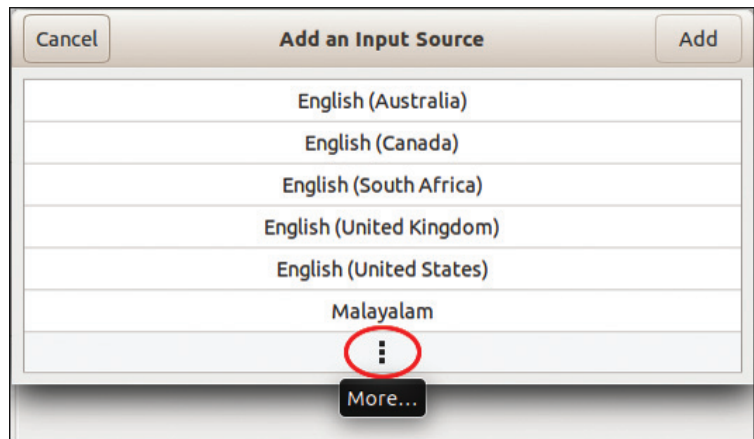 Cancel Add an Input Source Add
English (Australia)
English (Canada)
English (South Africa)
English (United Kingdom)
English (United States)
Malayalam
More...